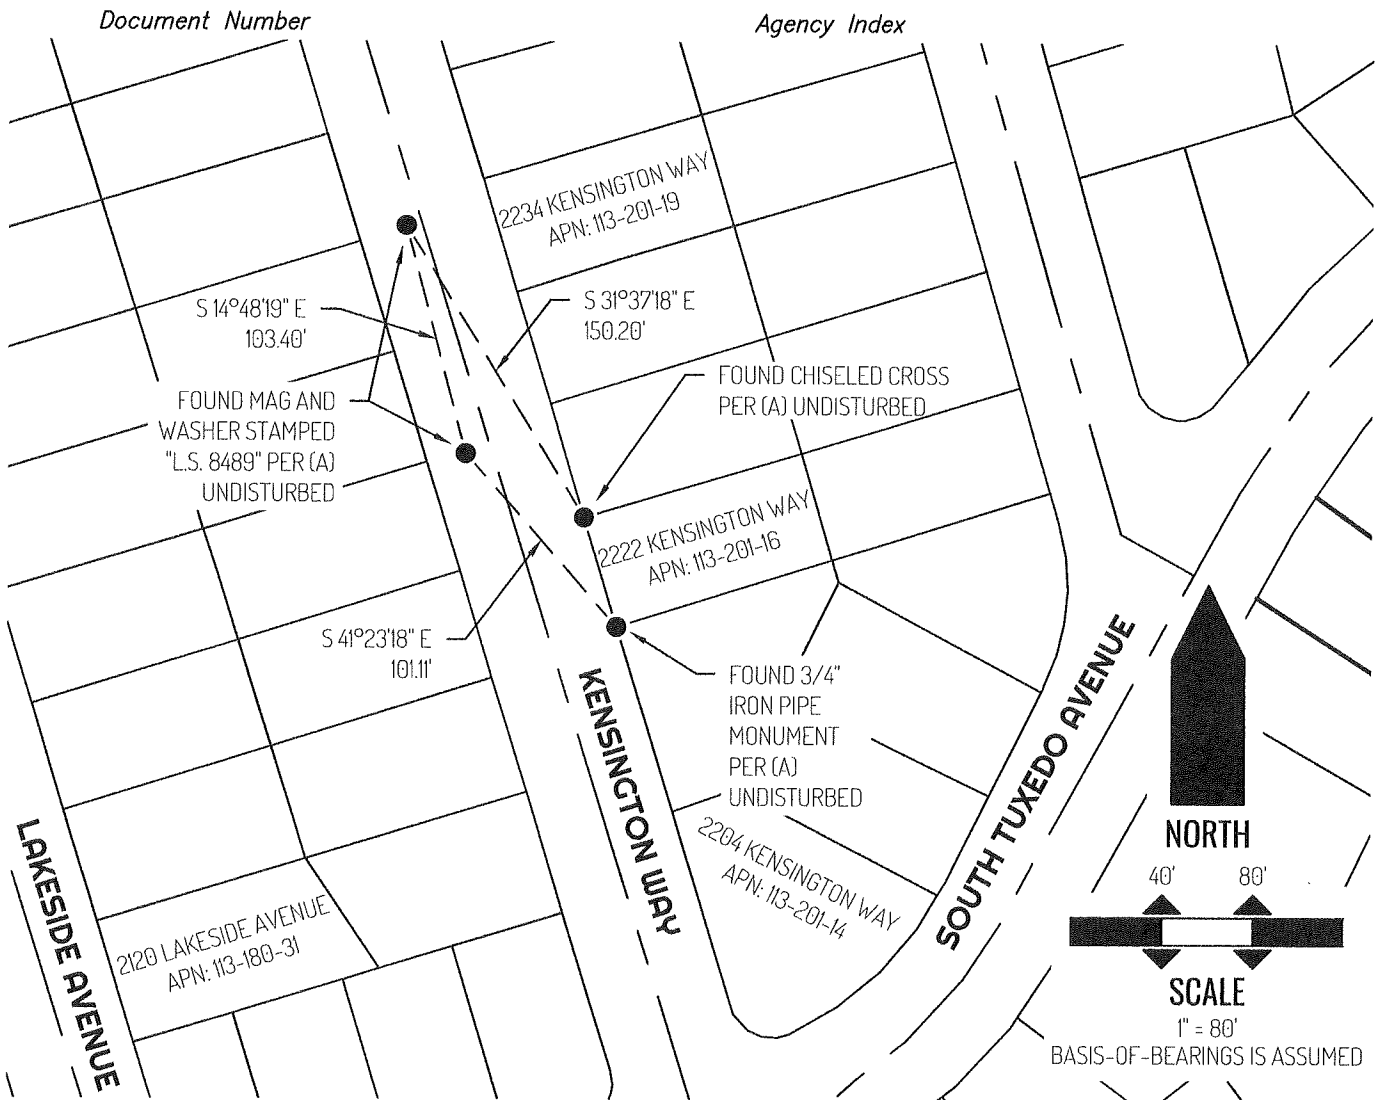 Document Number
Agency Index
2234 KENSINGTON WAY
APN: 113-201-19
S 14°48'19" E
103.40'
S 31°37'18" E
150.20'
FOUND MAG AND
WASHER STAMPED
"L.S. 8489" PER (A)
UNDISTURBED
FOUND CHISELED CROSS
PER (A) UNDISTURBED
2222 KENSINGTON WAY
APN: 113-201-16
S 41°23'18" E
101.11'
FOUND 3/4"
IRON PIPE
MONUMENT
PER (A)
UNDISTURBED
KENSINGTON WAY
SOUTH TUXEDO AVENUE
2204 KENSINGTON WAY
APN: 113-201-14
LAKESIDE AVENUE
2120 LAKESIDE AVENUE
APN: 113-180-31
NORTH
40' 80'
SCALE
1" = 80'
BASIS-OF-BEARINGS IS ASSUMED